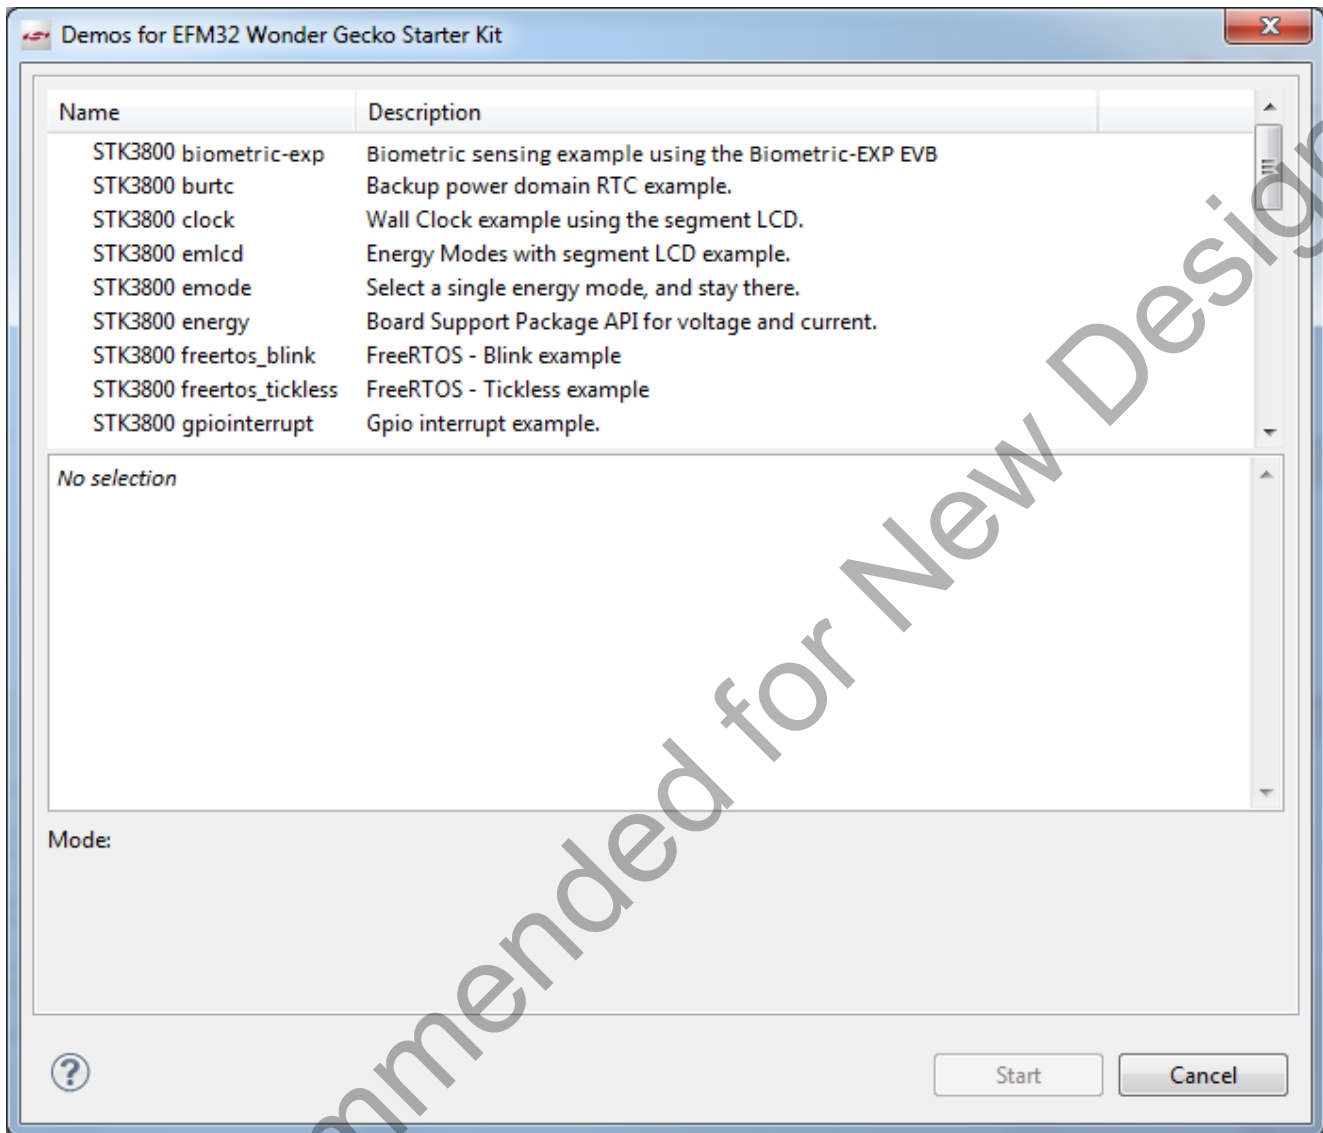 Demos for EFM32 Wonder Gecko Starter Kit
Name Description
STK3800 biometric-exp Biometric sensing example using the Biometric-EXP EVB
STK3800 burtc Backup power domain RTC example.
STK3800 clock Wall Clock example using the segment LCD.
STK3800 emlcd Energy Modes with segment LCD example.
STK3800 emode Select a single energy mode, and stay there.
STK3800 energy Board Support Package API for voltage and current.
STK3800 freertos_blink FreeRTOS - Blink example
STK3800 freertos_tickless FreeRTOS - Tickless example
STK3800 gpiointerrupt Gpio interrupt example.
No selection
Mode:
Start Cancel
mmended for New Design